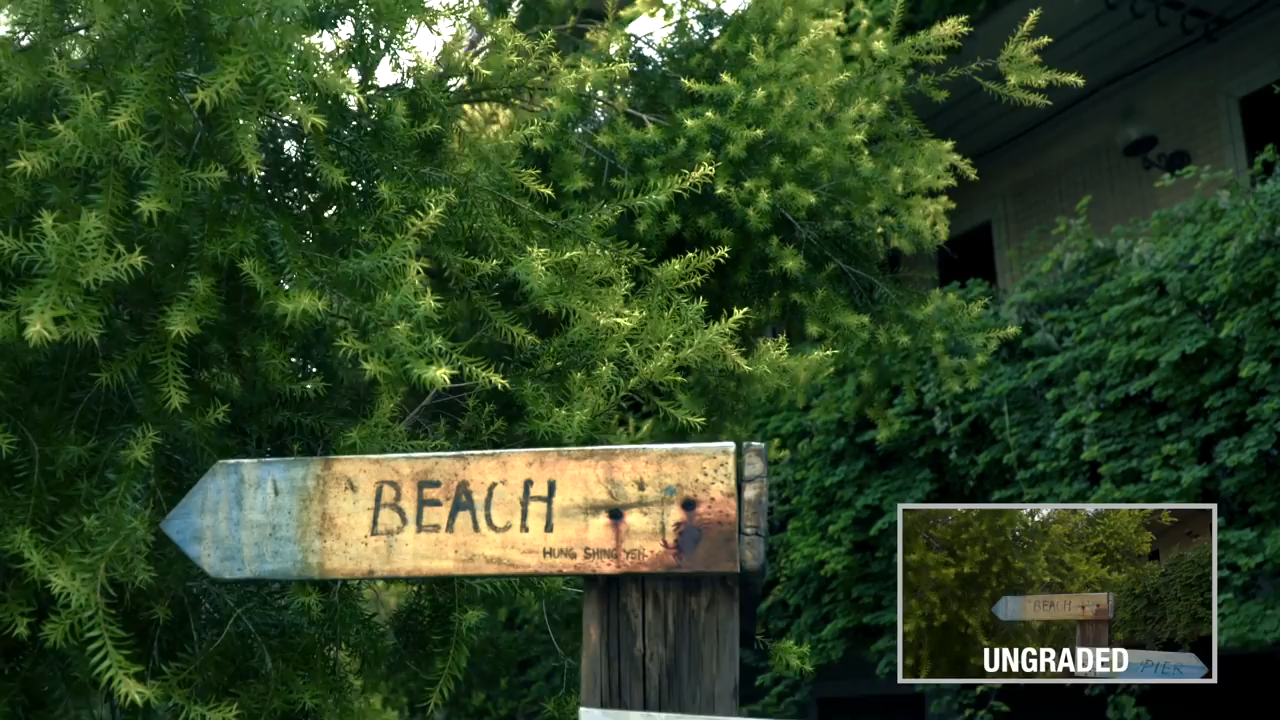 BEACH
HUNG SHING YEH
BEACH
UNGRADED
PIER